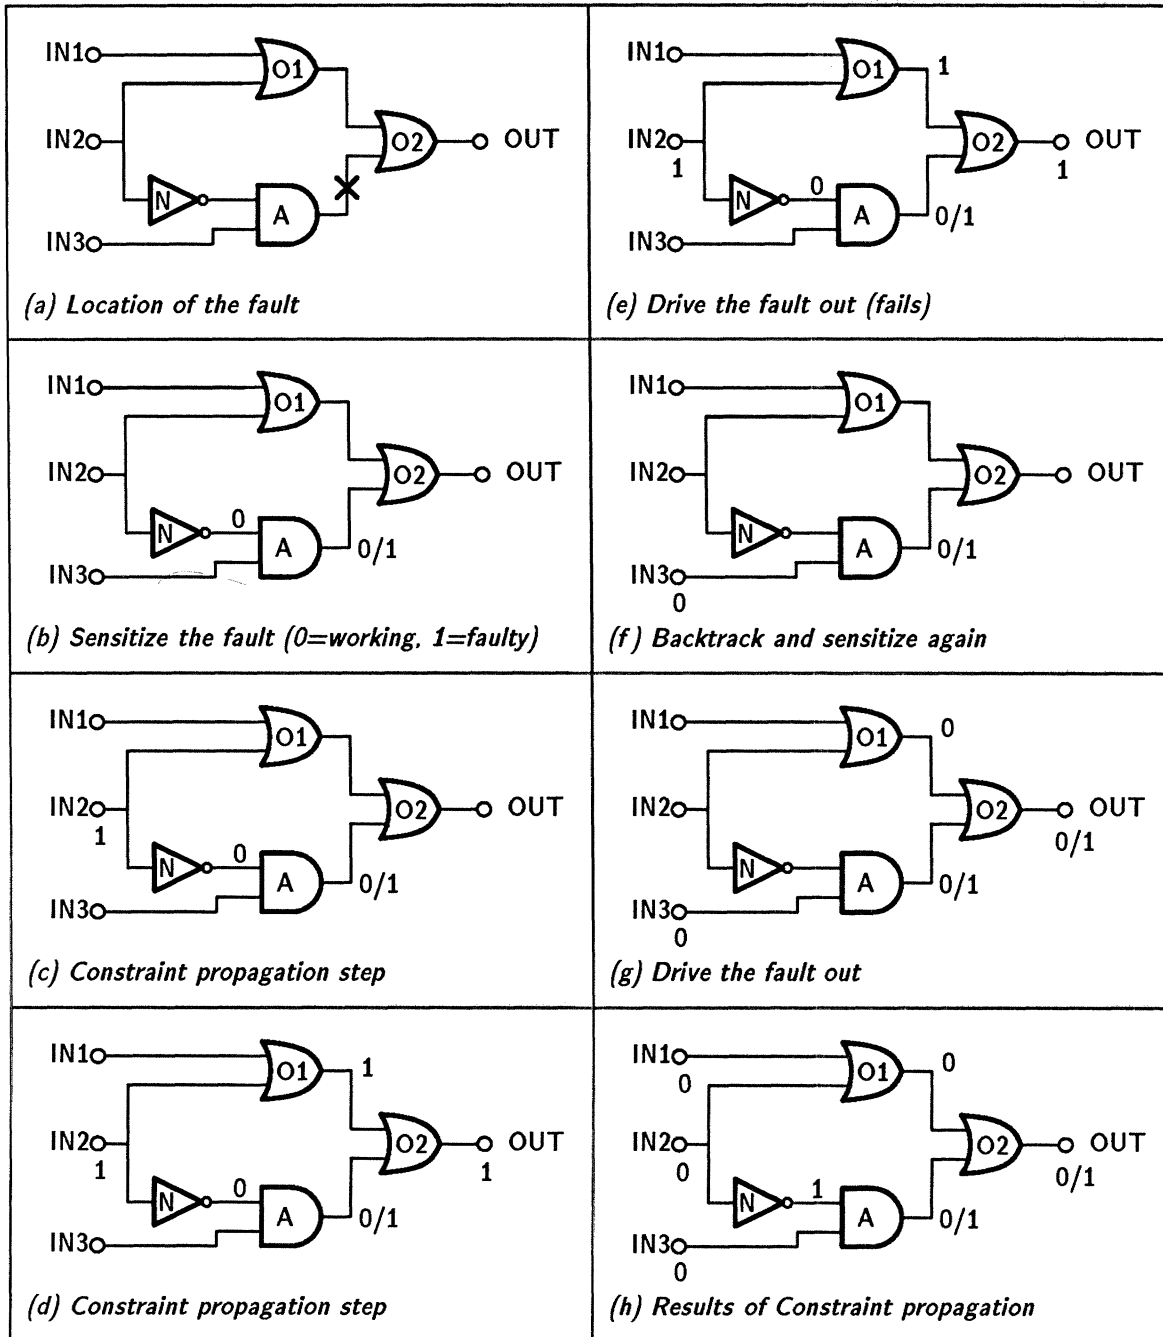 IN1
O1
IN2
O2
OUT
N
A
IN3
(a) Location of the fault
IN1
O1
IN2
O2
OUT
N
0
A
0/1
IN3
(b) Sensitize the fault (0=working, 1=faulty)
IN1
O1
IN2
O2
OUT
1
N
0
A
0/1
IN3
(c) Constraint propagation step
IN1
O1
1
IN2
O2
OUT
1
1
N
0
A
0/1
IN3
(d) Constraint propagation step
IN1
O1
1
IN2
O2
OUT
1
1
N
0
A
0/1
IN3
(e) Drive the fault out (fails)
IN1
O1
IN2
O2
OUT
N
A
0/1
IN3
0
(f) Backtrack and sensitize again
IN1
O1
0
IN2
O2
OUT
0/1
N
A
0/1
IN3
0
(g) Drive the fault out
IN1
0
O1
0
IN2
O2
OUT
0
0/1
N
1
A
0/1
IN3
0
(h) Results of Constraint propagation